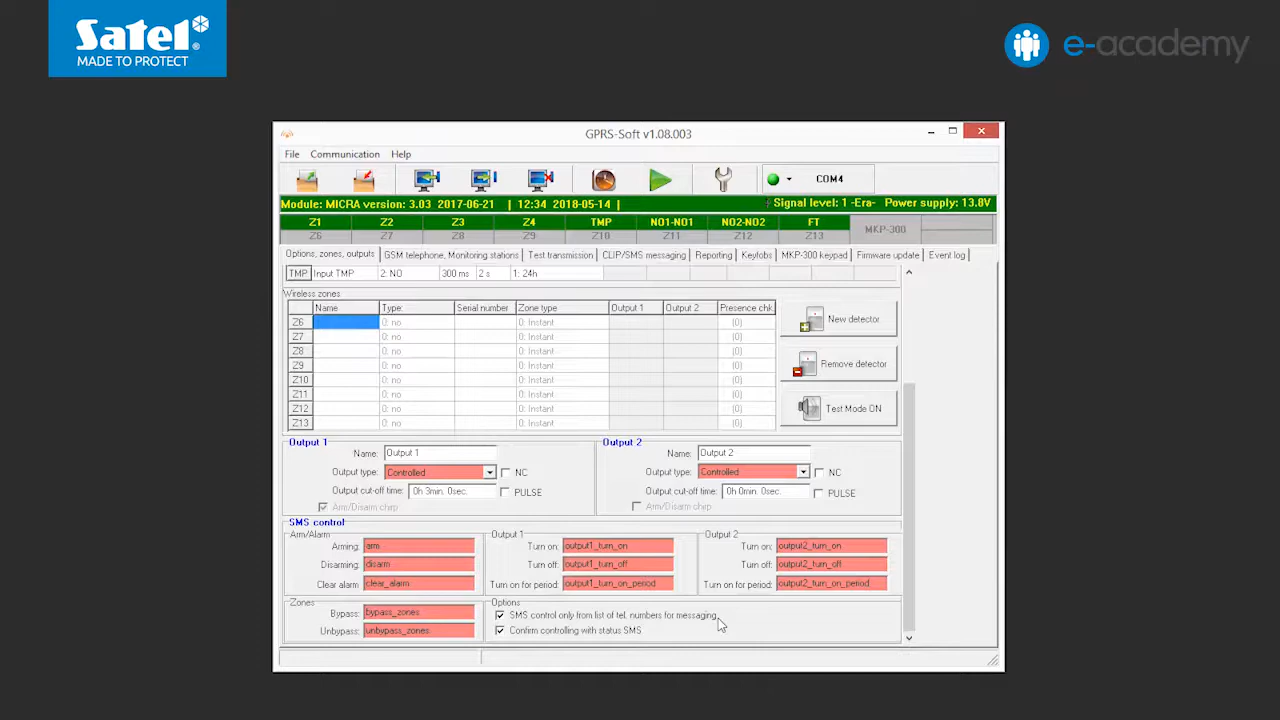 Satel®
MADE TO PROTECT
e-academy
GPRS-Soft v1.08.003
File Communication Help
COM4
Module: MICRA version: 3.03 2017-06-21 | 12:34 2018-05-14 | Signal level: 1 -Era- Power supply: 13.8V
Z1 Z2 Z3 Z4 TMP NO1-NO1 NO2-NO2 FT MKP-300
Z6 Z7 Z8 Z9 Z10 Z11 Z12 Z13
Options, zones, outputs GSM telephone, Monitoring stations Test transmission CLIP/SMS messaging Reporting Keyfobs MKP-300 keypad Firmware update Event log
TMP Input TMP 2: NO 300 ms 2 s 1: 24h
Wireless zones
Name Type: Serial number Zone type Output 1 Output 2 Presence chk.
Z6 0: no 0: Instant (0)
Z7 0: no 0: Instant (0)
Z8 0: no 0: Instant (0)
Z9 0: no 0: Instant (0)
Z10 0: no 0: Instant (0)
Z11 0: no 0: Instant (0)
Z12 0: no 0: Instant (0)
Z13 0: no 0: Instant (0)
New detector
Remove detector
Test Mode ON
Output 1
Name: Output 1
Output type: Controlled NC
Output cut-off time: 0h 3min. 0sec. PULSE
Arm/Disarm chirp
Output 2
Name: Output 2
Output type: Controlled NC
Output cut-off time: 0h 0min. 0sec. PULSE
Arm/Disarm chirp
SMS control
Arm/Alarm
Arming: arm
Disarming: disarm
Clear alarm: clear_alarm
Output 1
Turn on: output1_turn_on
Turn off: output1_turn_off
Turn on for period: output1_turn_on_period
Output 2
Turn on: output2_turn_on
Turn off: output2_turn_off
Turn on for period: output2_turn_on_period
Zones
Bypass: bypass_zones
Unbypass: unbypass_zones
Options
SMS control only from list of tel. numbers for messaging
Confirm controlling with status SMS